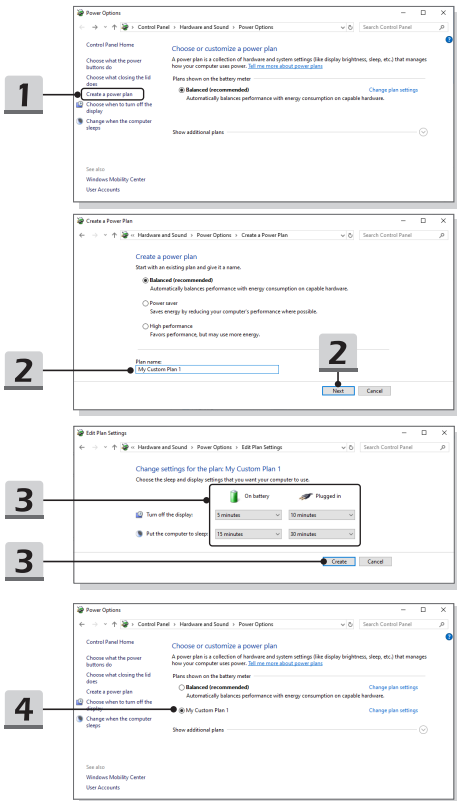 Power Options
Control Panel › Hardware and Sound › Power Options
Search Control Panel
Control Panel Home
Choose what the power
buttons do
Choose what closing the lid
does
Create a power plan
Choose when to turn off the
display
Change when the computer
sleeps
See also
Windows Mobility Center
User Accounts
Choose or customize a power plan
A power plan is a collection of hardware and system settings (like display brightness, sleep, etc.) that manages
how your computer uses power. Tell me more about power plans
Plans shown on the battery meter
Balanced (recommended)
Change plan settings
Automatically balances performance with energy consumption on capable hardware.
Show additional plans
1
Create a Power Plan
« Hardware and Sound › Power Options › Create a Power Plan
Search Control Panel
Create a power plan
Start with an existing plan and give it a name.
Balanced (recommended)
Automatically balances performance with energy consumption on capable hardware.
Power saver
Saves energy by reducing your computer's performance where possible.
High performance
Favors performance, but may use more energy.
Plan name:
My Custom Plan 1
2
2
Next
Cancel
Edit Plan Settings
« Hardware and Sound › Power Options › Edit Plan Settings
Search Control Panel
Change settings for the plan: My Custom Plan 1
Choose the sleep and display settings that you want your computer to use.
On battery
Plugged in
3
Turn off the display:
5 minutes
10 minutes
Put the computer to sleep:
15 minutes
30 minutes
3
Create
Cancel
Power Options
Control Panel › Hardware and Sound › Power Options
Search Control Panel
Control Panel Home
Choose what the power
buttons do
Choose what closing the lid
does
Create a power plan
Choose when to turn off the
display
Change when the computer
sleeps
See also
Windows Mobility Center
User Accounts
Choose or customize a power plan
A power plan is a collection of hardware and system settings (like display brightness, sleep, etc.) that manages
how your computer uses power. Tell me more about power plans
Plans shown on the battery meter
Balanced (recommended)
Change plan settings
Automatically balances performance with energy consumption on capable hardware.
4
My Custom Plan 1
Change plan settings
Show additional plans